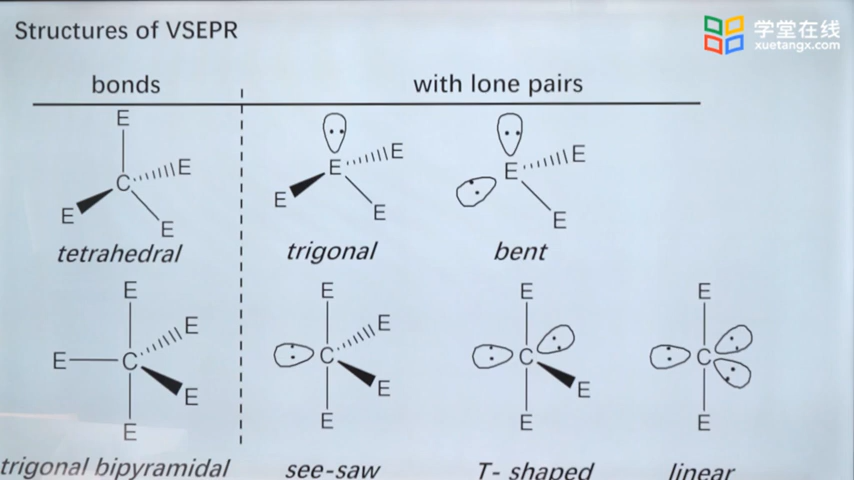 Structures of VSEPR
学堂在线
xuetangx.com
bonds
with lone pairs
E
C
E
E
E
E
E
E
E
E
E
E
tetrahedral
trigonal
bent
E
E
E
E
E
E
E
C
E
E
C
C
E
C
E
E
E
E
E
E
trigonal bipyramidal
see-saw
T- shaped
linear